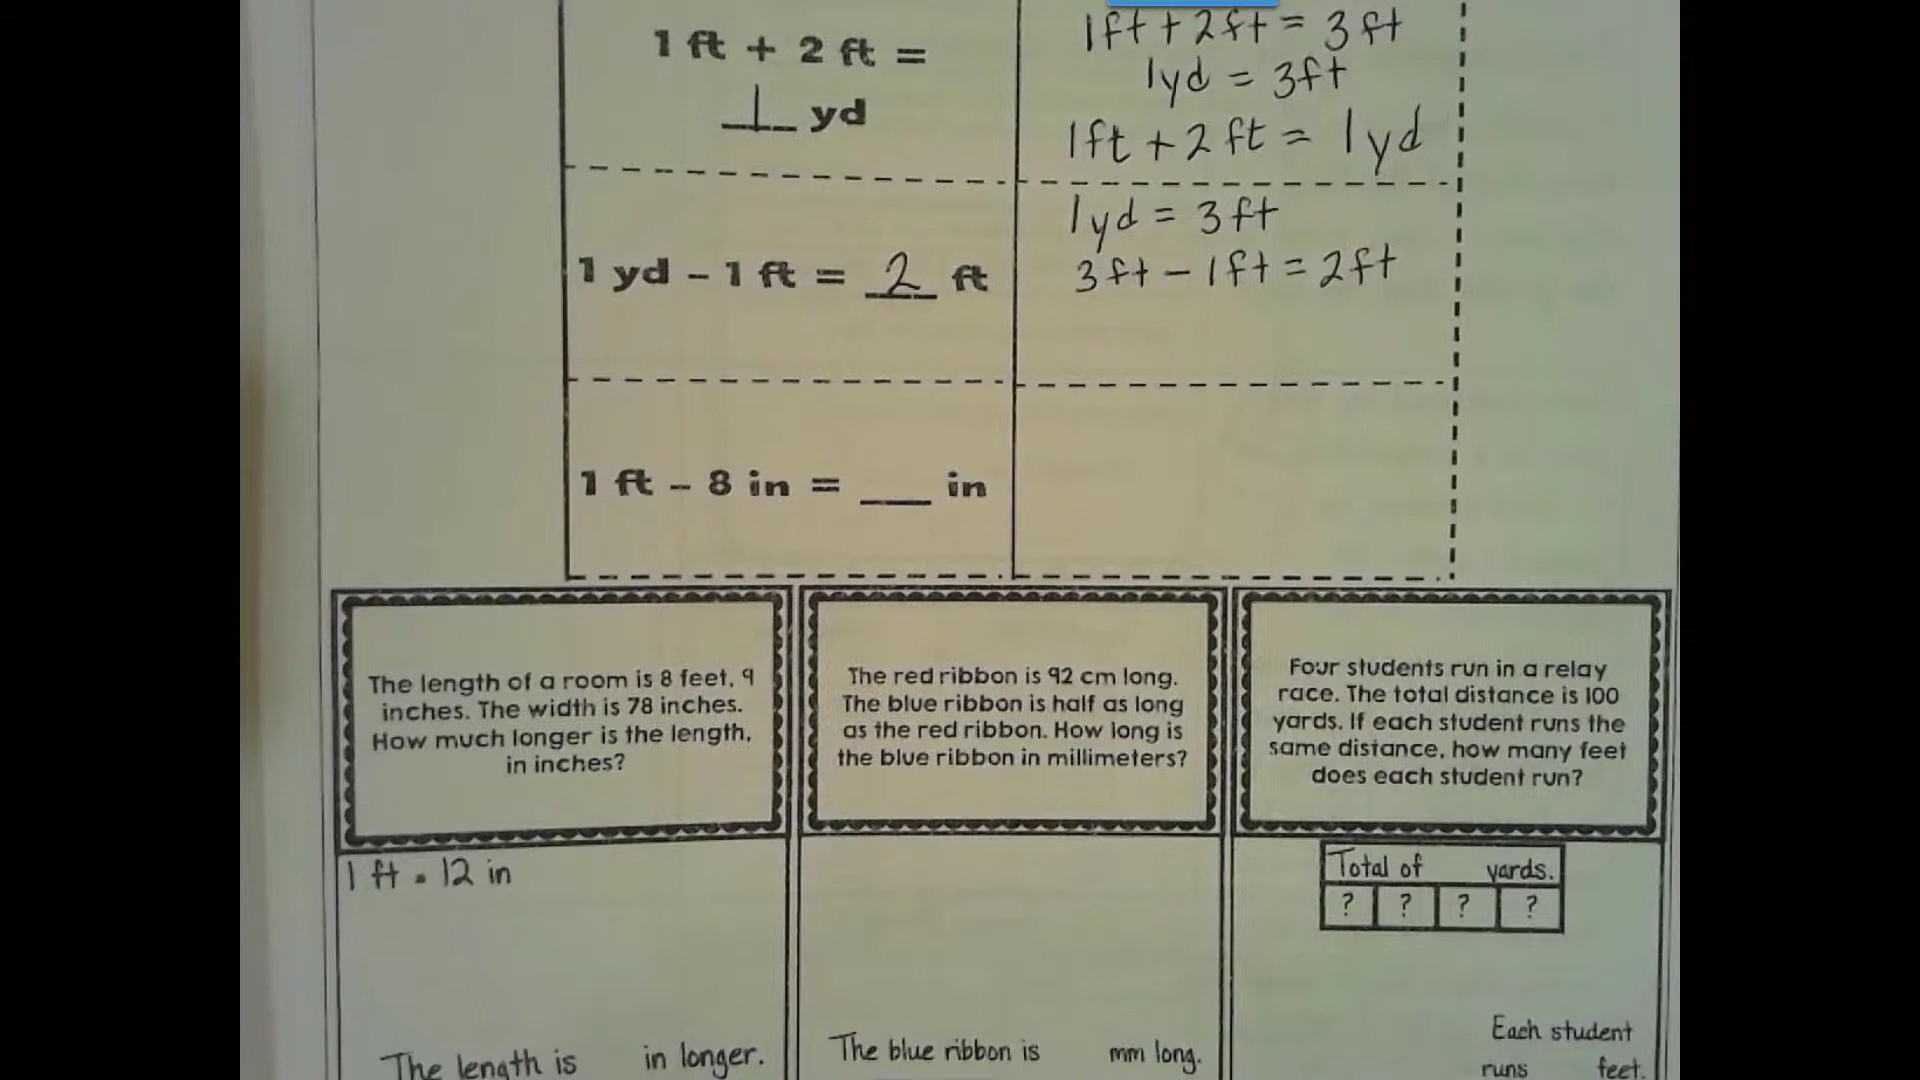 1 ft + 2 ft =
1 yd
1ft + 2ft = 3ft
1yd = 3ft
1ft + 2ft = 1yd
1 yd - 1 ft = 2 ft
1yd = 3ft
3ft - 1ft = 2ft
1 ft - 8 in = ___ in
The length of a room is 8 feet, 9
inches. The width is 78 inches.
How much longer is the length,
in inches?
1 ft = 12 in
The length is in longer.
The red ribbon is 92 cm long.
The blue ribbon is half as long
as the red ribbon. How long is
the blue ribbon in millimeters?
The blue ribbon is mm long.
Four students run in a relay
race. The total distance is 100
yards. If each student runs the
same distance, how many feet
does each student run?
Total of yards.
? ? ? ?
Each student
runs feet.